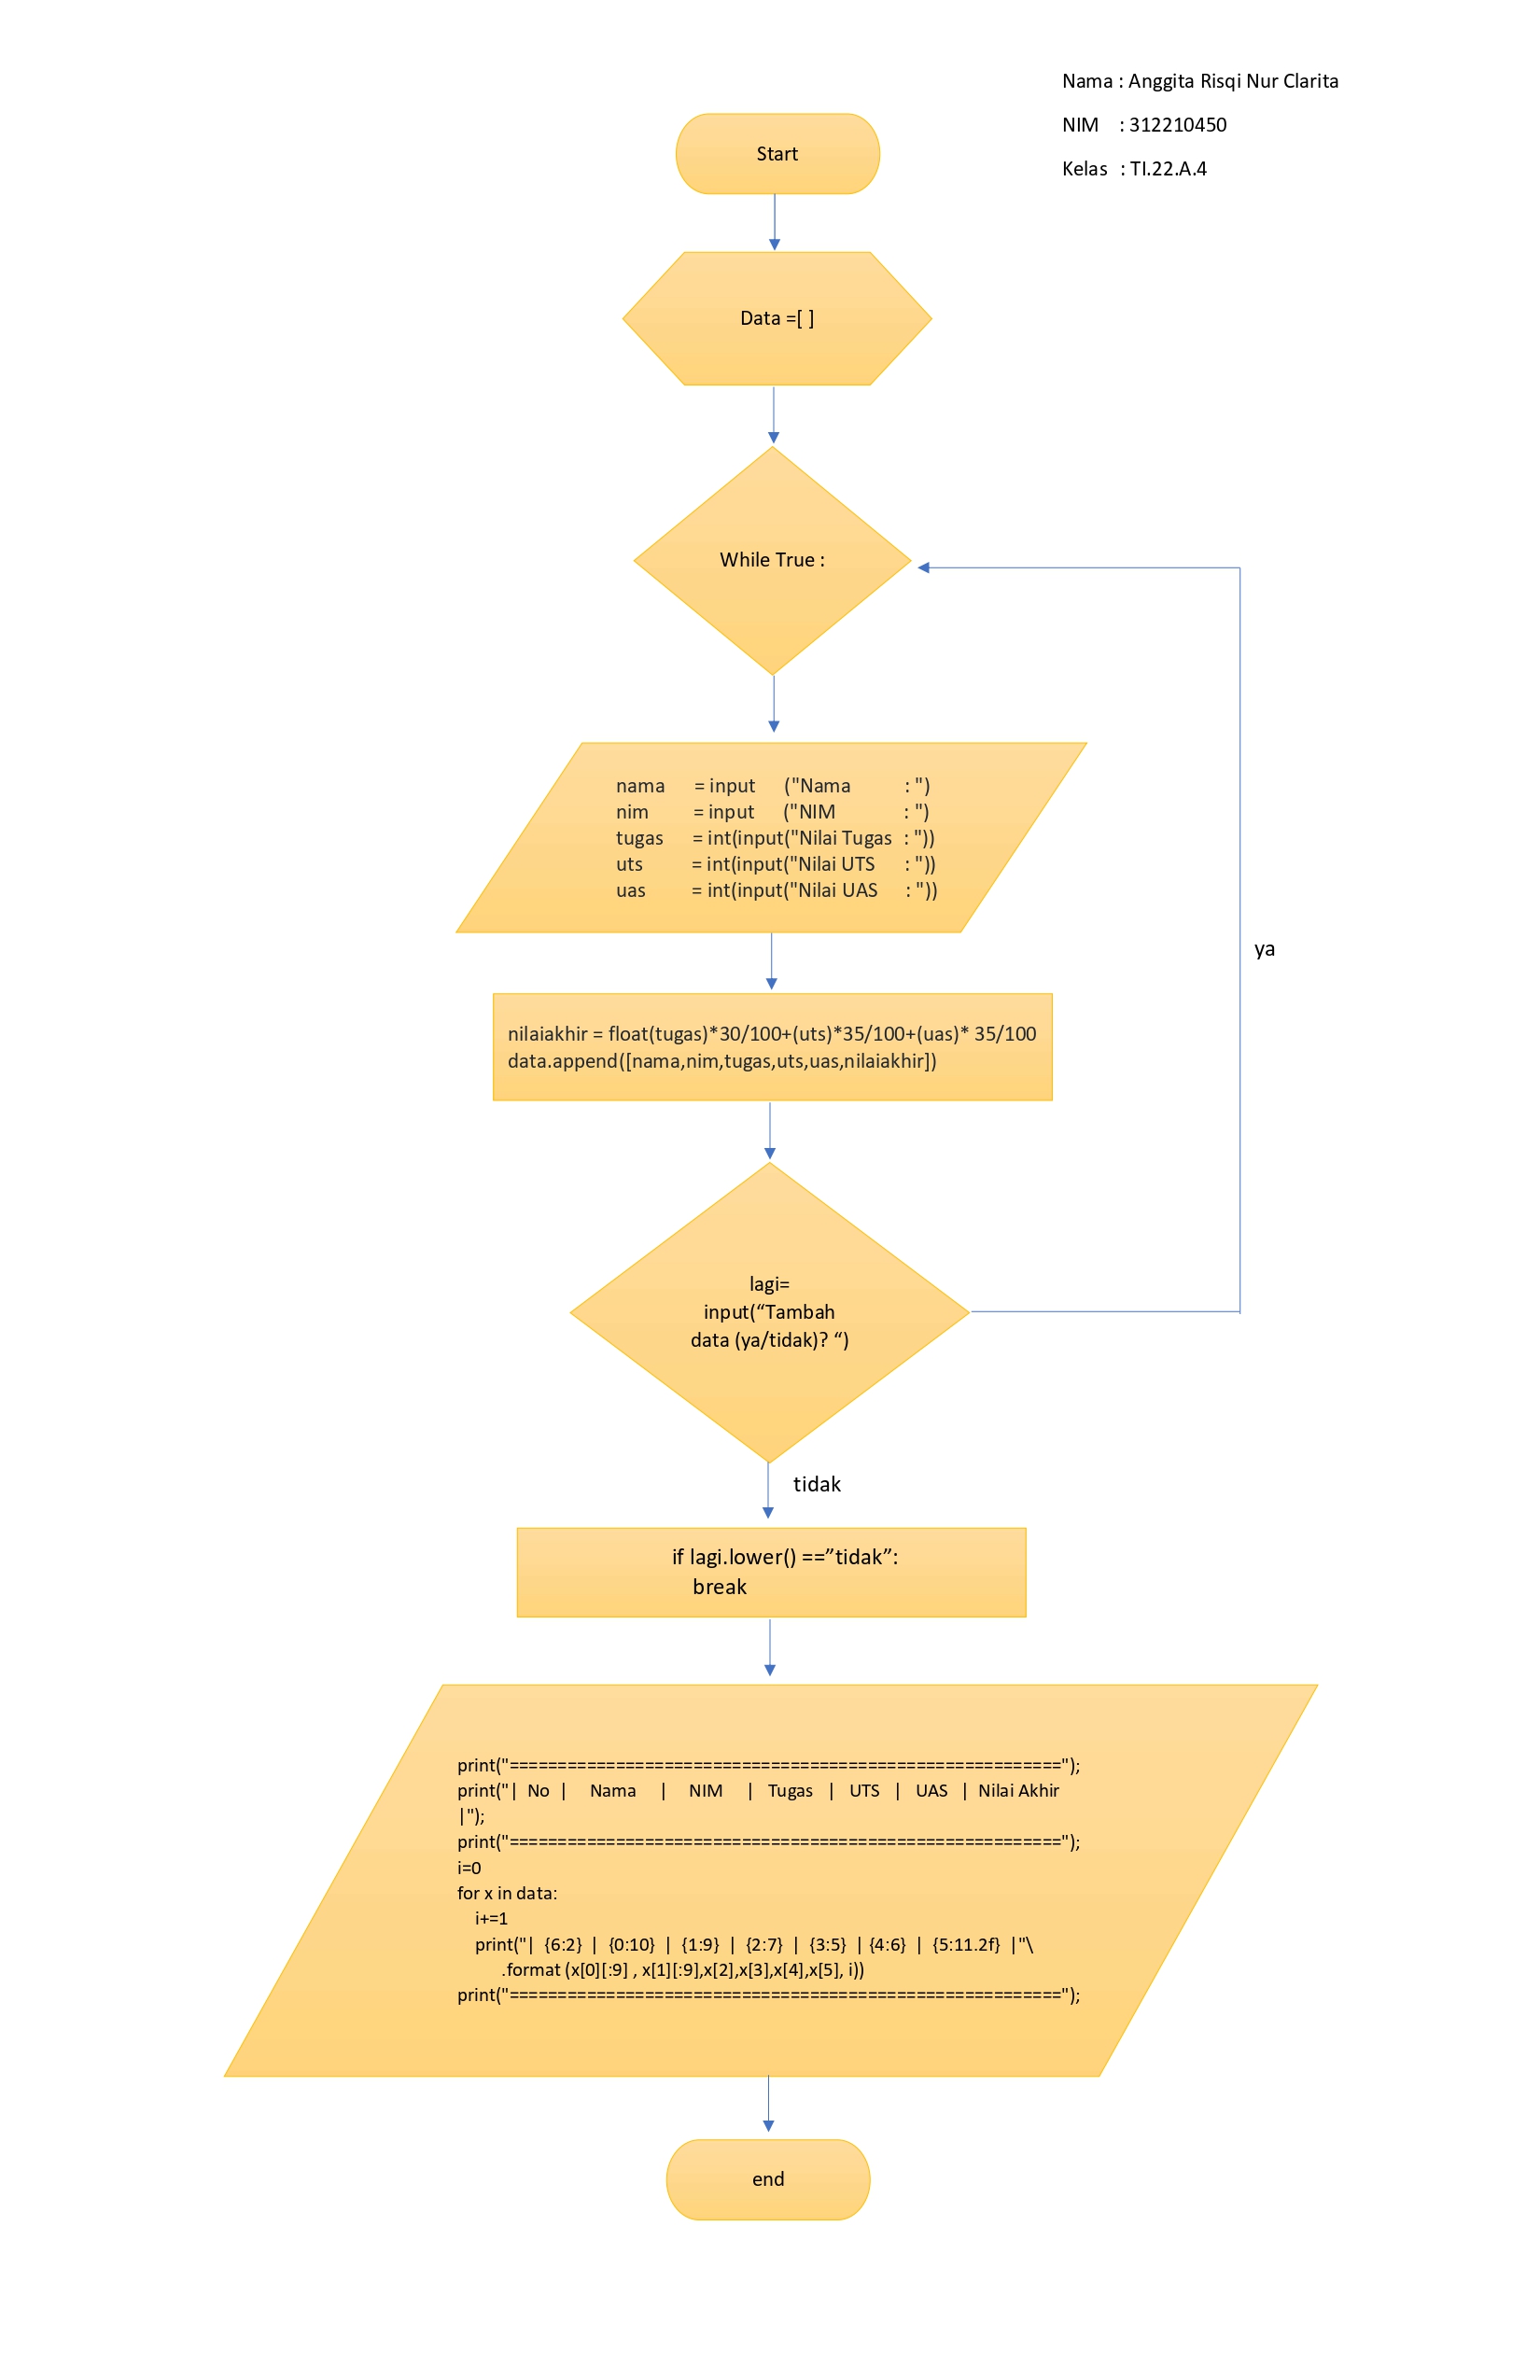 Nama : Anggita Risqi Nur Clarita
NIM : 312210450
Kelas : TI.22.A.4
Start
Data =[ ]
While True :
nama = input ("Nama : ")
nim = input ("NIM : ")
tugas = int(input("Nilai Tugas : "))
uts = int(input("Nilai UTS : "))
uas = int(input("Nilai UAS : "))
ya
nilaiakhir = float(tugas)*30/100+(uts)*35/100+(uas)* 35/100
data.append([nama,nim,tugas,uts,uas,nilaiakhir])
lagi=
input(“Tambah
data (ya/tidak)? “)
tidak
if lagi.lower() ==”tidak”:
break
print("==========================================================");
print("| No | Nama | NIM | Tugas | UTS | UAS | Nilai Akhir
|");
print("==========================================================");
i=0
for x in data:
i+=1
print("| {6:2} | {0:10} | {1:9} | {2:7} | {3:5} | {4:6} | {5:11.2f} |"\
.format (x[0][:9] , x[1][:9],x[2],x[3],x[4],x[5], i))
print("==========================================================");
end